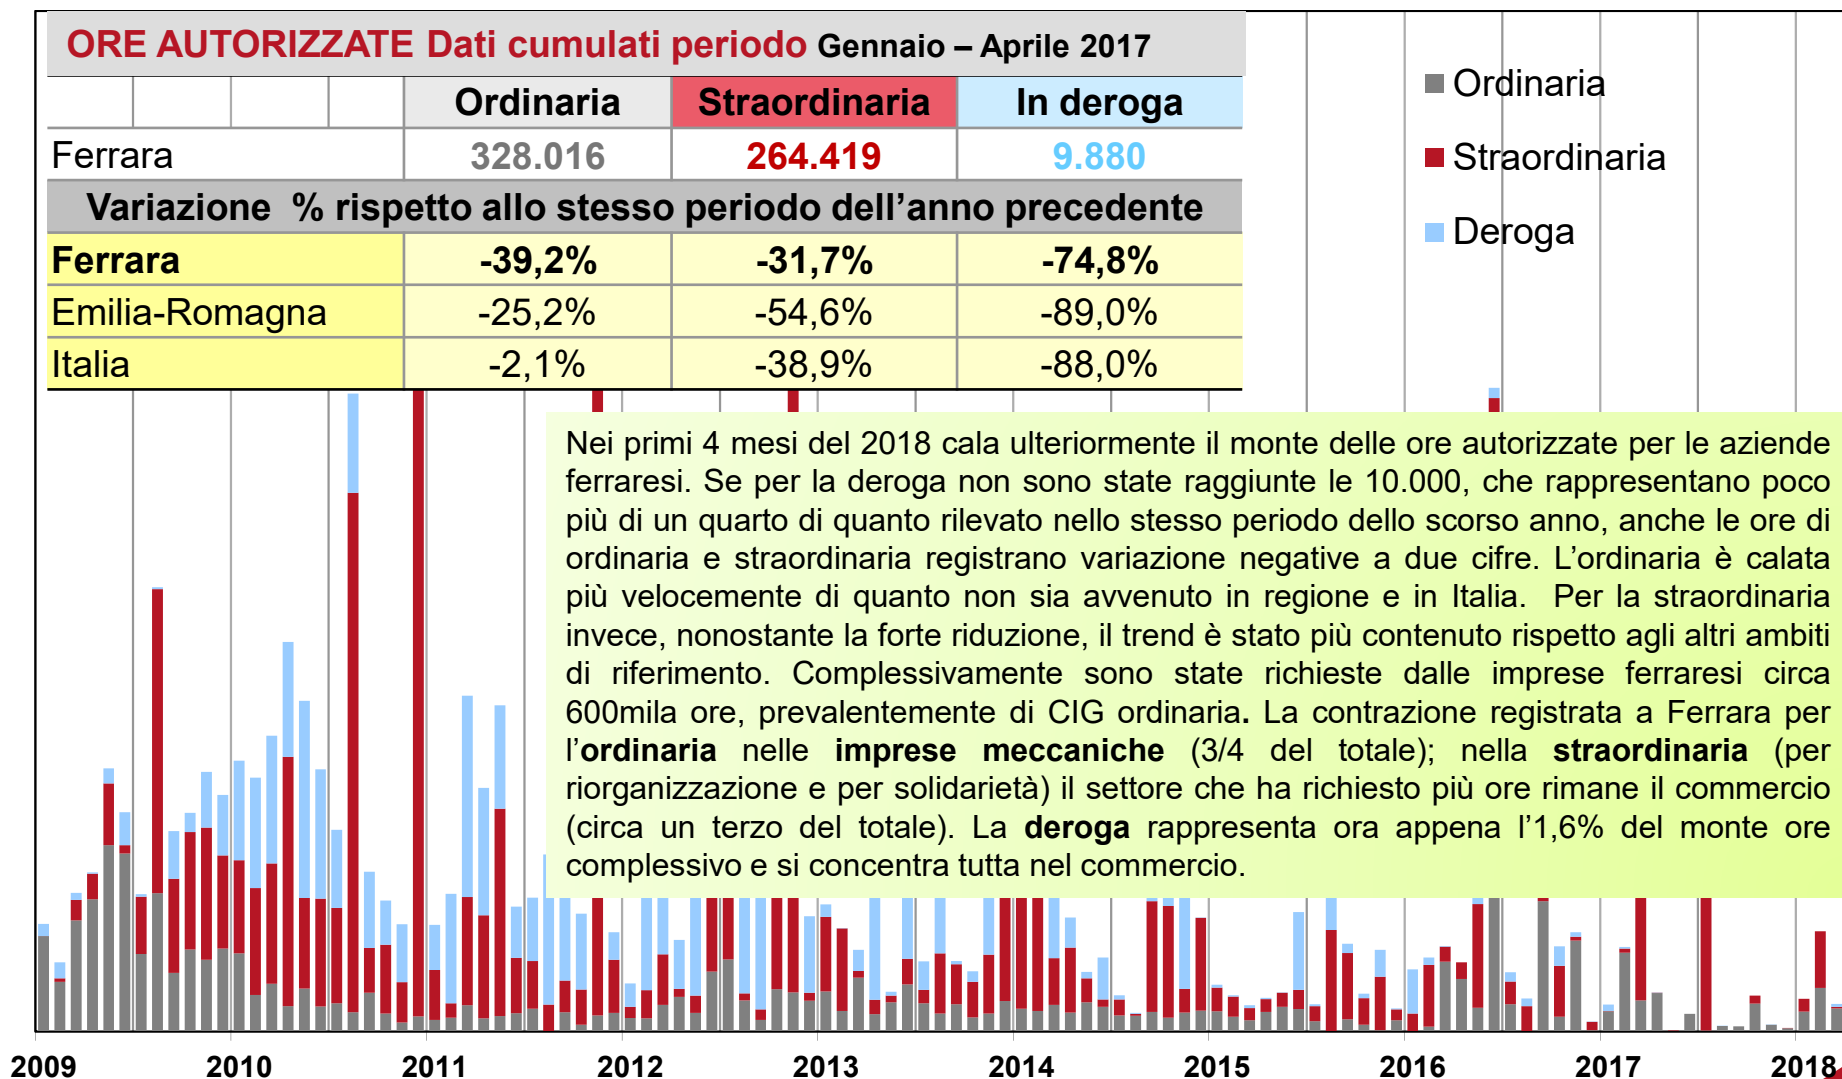 ORE AUTORIZZATE Dati cumulati periodo Gennaio – Aprile 2017
Ordinaria Straordinaria In deroga
Ferrara 328.016 264.419 9.880
Variazione % rispetto allo stesso periodo dell’anno precedente
Ferrara -39,2% -31,7% -74,8%
Emilia-Romagna -25,2% -54,6% -89,0%
Italia -2,1% -38,9% -88,0%
Ordinaria
Straordinaria
Deroga
Nei primi 4 mesi del 2018 cala ulteriormente il monte delle ore autorizzate per le aziende
ferraresi. Se per la deroga non sono state raggiunte le 10.000, che rappresentano poco
più di un quarto di quanto rilevato nello stesso periodo dello scorso anno, anche le ore di
ordinaria e straordinaria registrano variazione negative a due cifre. L’ordinaria è calata
più velocemente di quanto non sia avvenuto in regione e in Italia. Per la straordinaria
invece, nonostante la forte riduzione, il trend è stato più contenuto rispetto agli altri ambiti
di riferimento. Complessivamente sono state richieste dalle imprese ferraresi circa
600mila ore, prevalentemente di CIG ordinaria. La contrazione registrata a Ferrara per
l’ordinaria nelle imprese meccaniche (3/4 del totale); nella straordinaria (per
riorganizzazione e per solidarietà) il settore che ha richiesto più ore rimane il commercio
(circa un terzo del totale). La deroga rappresenta ora appena l’1,6% del monte ore
complessivo e si concentra tutta nel commercio.
2009 2010 2011 2012 2013 2014 2015 2016 2017 2018